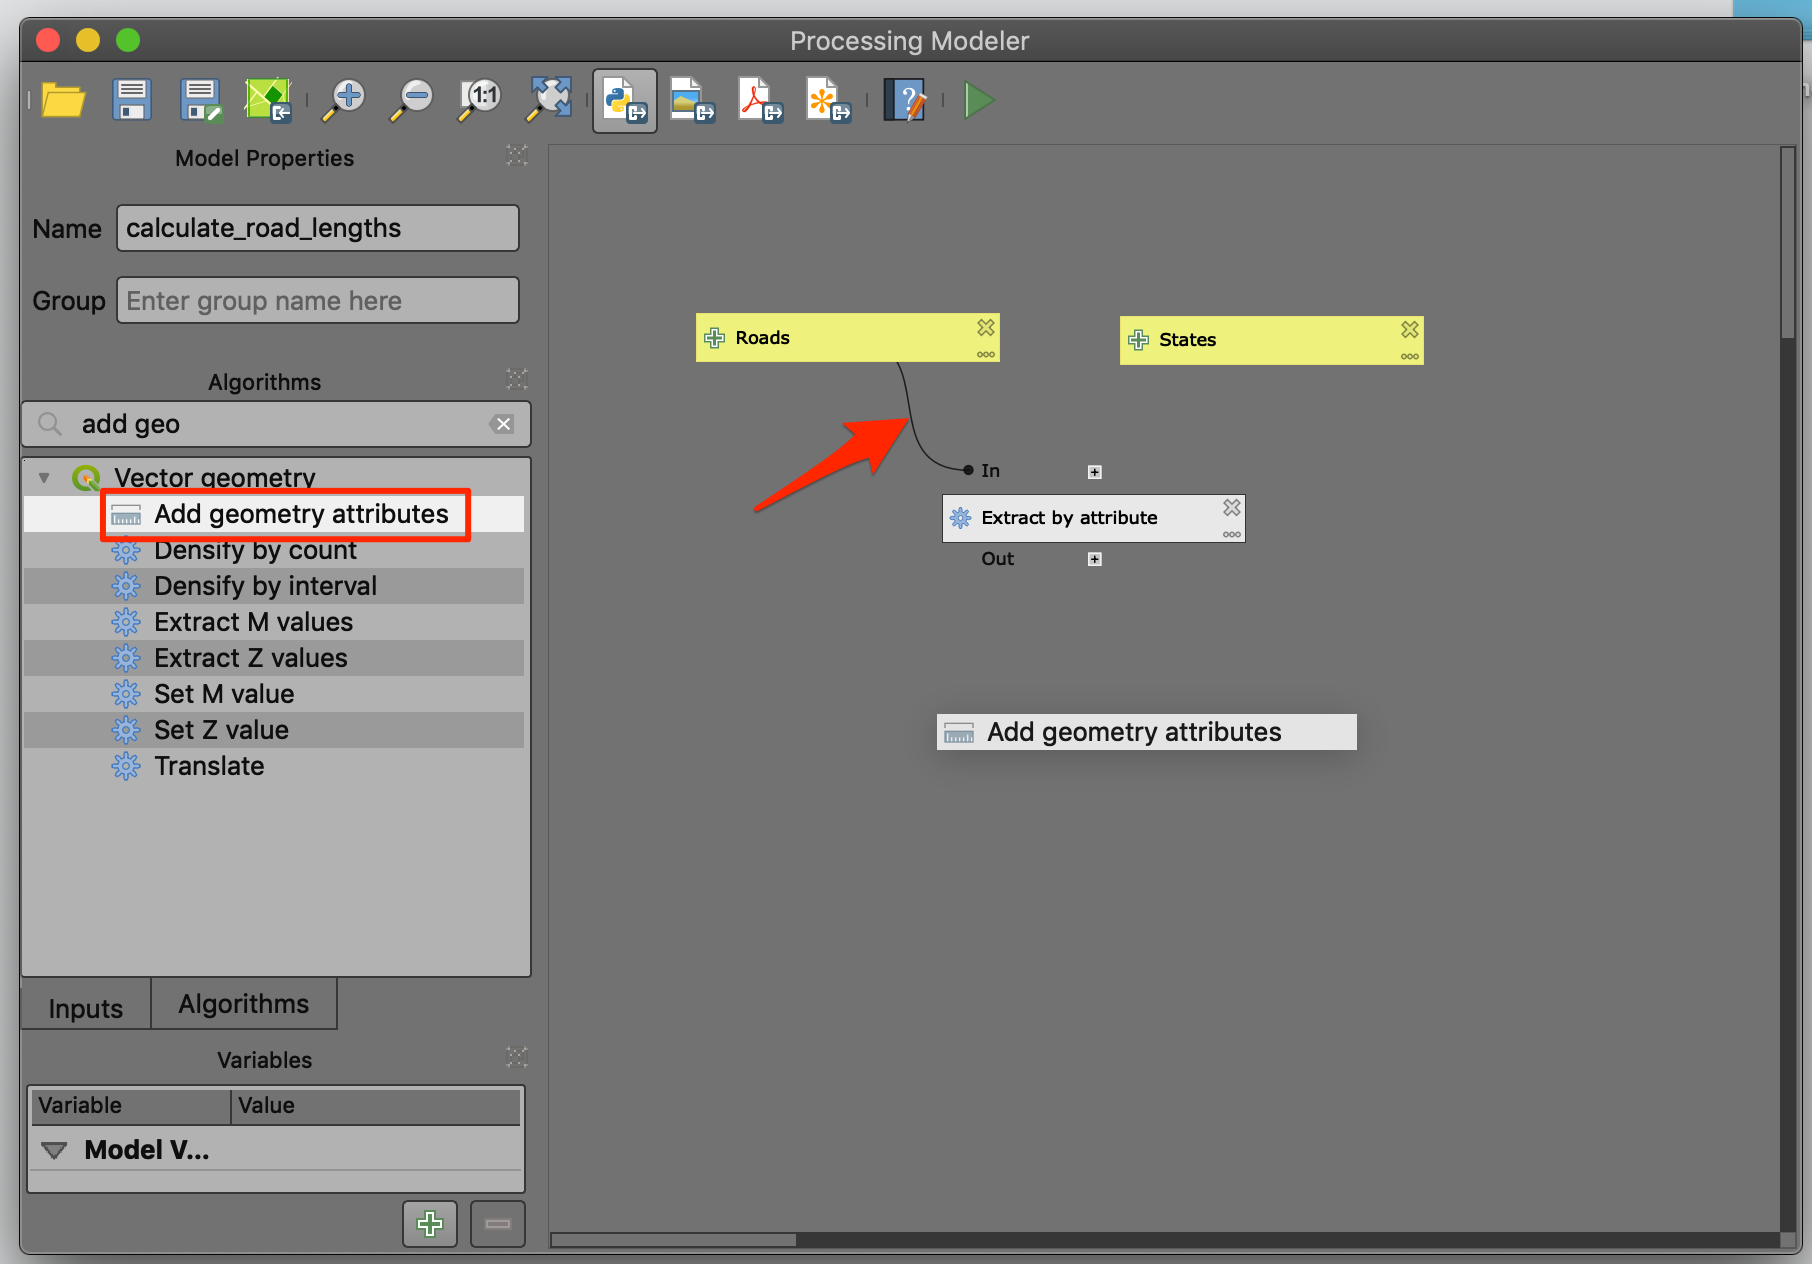 Processing Modeler
1:1
Model Properties
Name calculate_road_lengths
Group Enter group name here
Algorithms
add geo
Vector geometry
Add geometry attributes
Densify by count
Densify by interval
Extract M values
Extract Z values
Set M value
Set Z value
Translate
Inputs Algorithms
Variables
Variable Value
Model V...
Roads
States
In
Extract by attribute
Out
Add geometry attributes